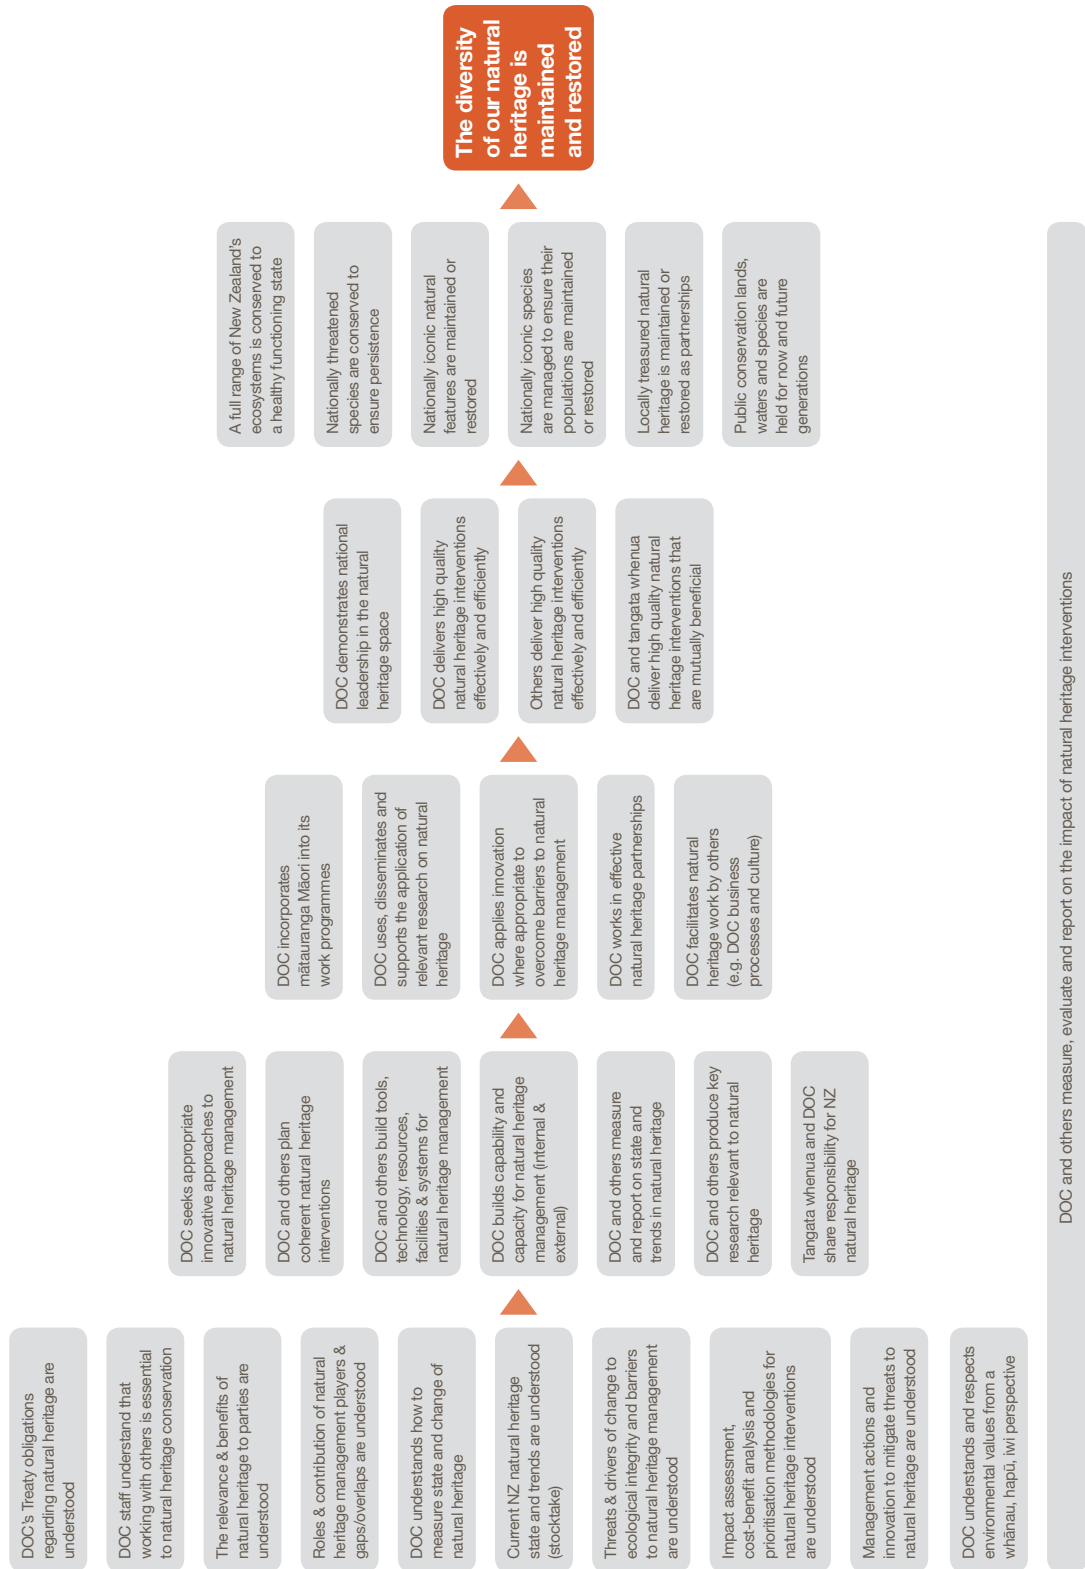 DOC's Treaty obligations
regarding natural heritage are
understood
DOC staff understand that
working with others is essential
to natural heritage conservation
The relevance & benefits of
natural heritage to parties are
understood
Roles & contribution of natural
heritage management players &
gaps/overlaps are understood
DOC understands how to
measure state and change of
natural heritage
Current NZ natural heritage
state and trends are understood
(stocktake)
Threats & drivers of change to
ecological integrity and barriers
to natural heritage management
are understood
Impact assessment,
cost-benefit analysis and
prioritisation methodologies for
natural heritage interventions
are understood
Management actions and
innovation to mitigate threats to
natural heritage are understood
DOC understands and respects
environmental values from a
whānau, hapū, iwi perspective
DOC seeks appropriate
innovative approaches to
natural heritage management
DOC and others plan
coherent natural heritage
interventions
DOC and others build tools,
technology, resources,
facilities & systems for
natural heritage management
DOC builds capability and
capacity for natural heritage
management (internal &
external)
DOC and others measure
and report on state and
trends in natural heritage
DOC and others produce key
research relevant to natural
heritage
Tangata whenua and DOC
share responsibility for NZ
natural heritage
DOC incorporates
mātauranga Māori into its
work programmes
DOC uses, disseminates and
supports the application of
relevant research on natural
heritage
DOC applies innovation
where appropriate to
overcome barriers to natural
heritage management
DOC works in effective
natural heritage partnerships
DOC facilitates natural
heritage work by others
(e.g. DOC business
processes and culture)
DOC demonstrates national
leadership in the natural
heritage space
DOC delivers high quality
natural heritage interventions
effectively and efficiently
Others deliver high quality
natural heritage interventions
effectively and efficiently
DOC and tangata whenua
deliver high quality natural
heritage interventions that
are mutually beneficial
A full range of New Zealand's
ecosystems is conserved to
a healthy functioning state
Nationally threatened
species are conserved to
ensure persistence
Nationally iconic natural
features are maintained or
restored
Nationally iconic species
are managed to ensure their
populations are maintained
or restored
Locally treasured natural
heritage is maintained or
restored as partnerships
Public conservation lands,
waters and species are
held for now and future
generations
The diversity
of our natural
heritage is
maintained
and restored
DOC and others measure, evaluate and report on the impact of natural heritage interventions